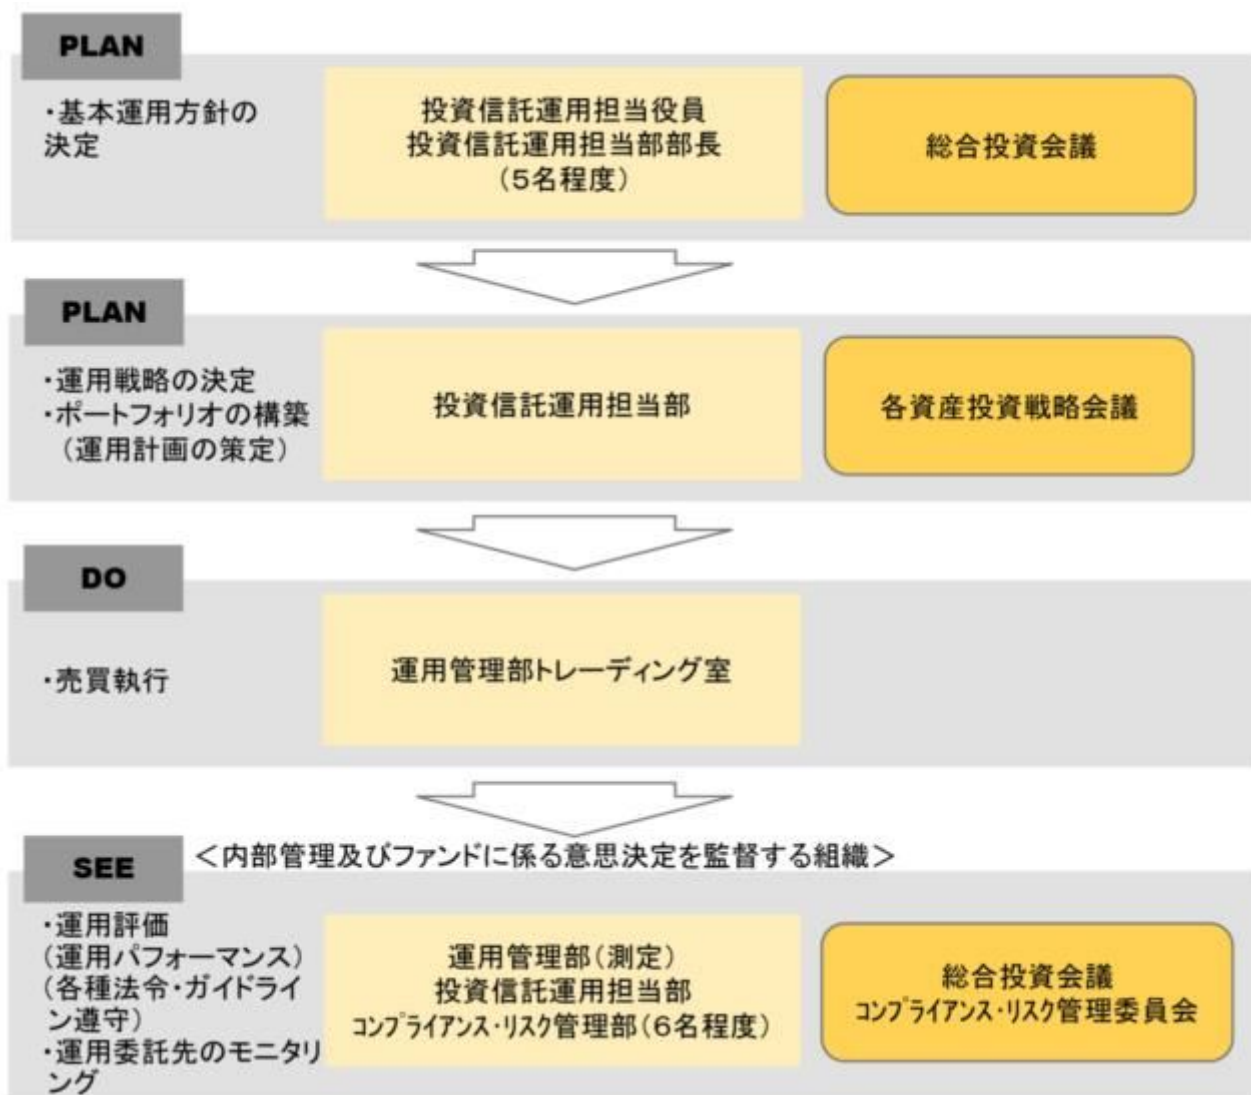 PLAN
・基本運用方針の
決定
投資信託運用担当役員
投資信託運用担当部部長
(5名程度)
総合投資会議
PLAN
・運用戦略の決定
・ポートフォリオの構築
(運用計画の策定)
投資信託運用担当部
各資産投資戦略会議
DO
・売買執行
運用管理部トレーディング室
SEE
＜内部管理及びファンドに係る意思決定を監督する組織＞
・運用評価
(運用パフォーマンス)
(各種法令・ガイドライ
ン遵守)
・運用委託先のモニタリ
ング
運用管理部(測定)
投資信託運用担当部
ｺﾝﾌﾟﾗｲｱﾝｽ・ﾘｽｸ管理部(6名程度)
総合投資会議
ｺﾝﾌﾟﾗｲｱﾝｽ・ﾘｽｸ管理委員会